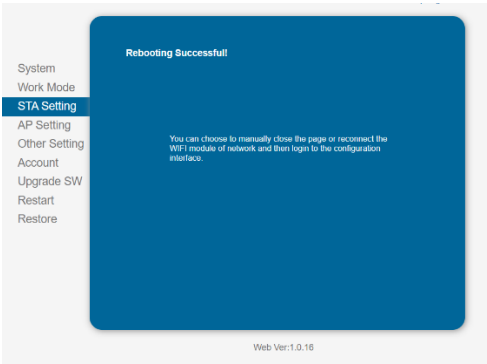 Rebooting Successful!
System
Work Mode
STA Setting
AP Setting
Other Setting
Account
Upgrade SW
Restart
Restore
You can choose to manually close the page or reconnect the
WIFI module of network and then login to the configuration
interface.
Web Ver:1.0.16